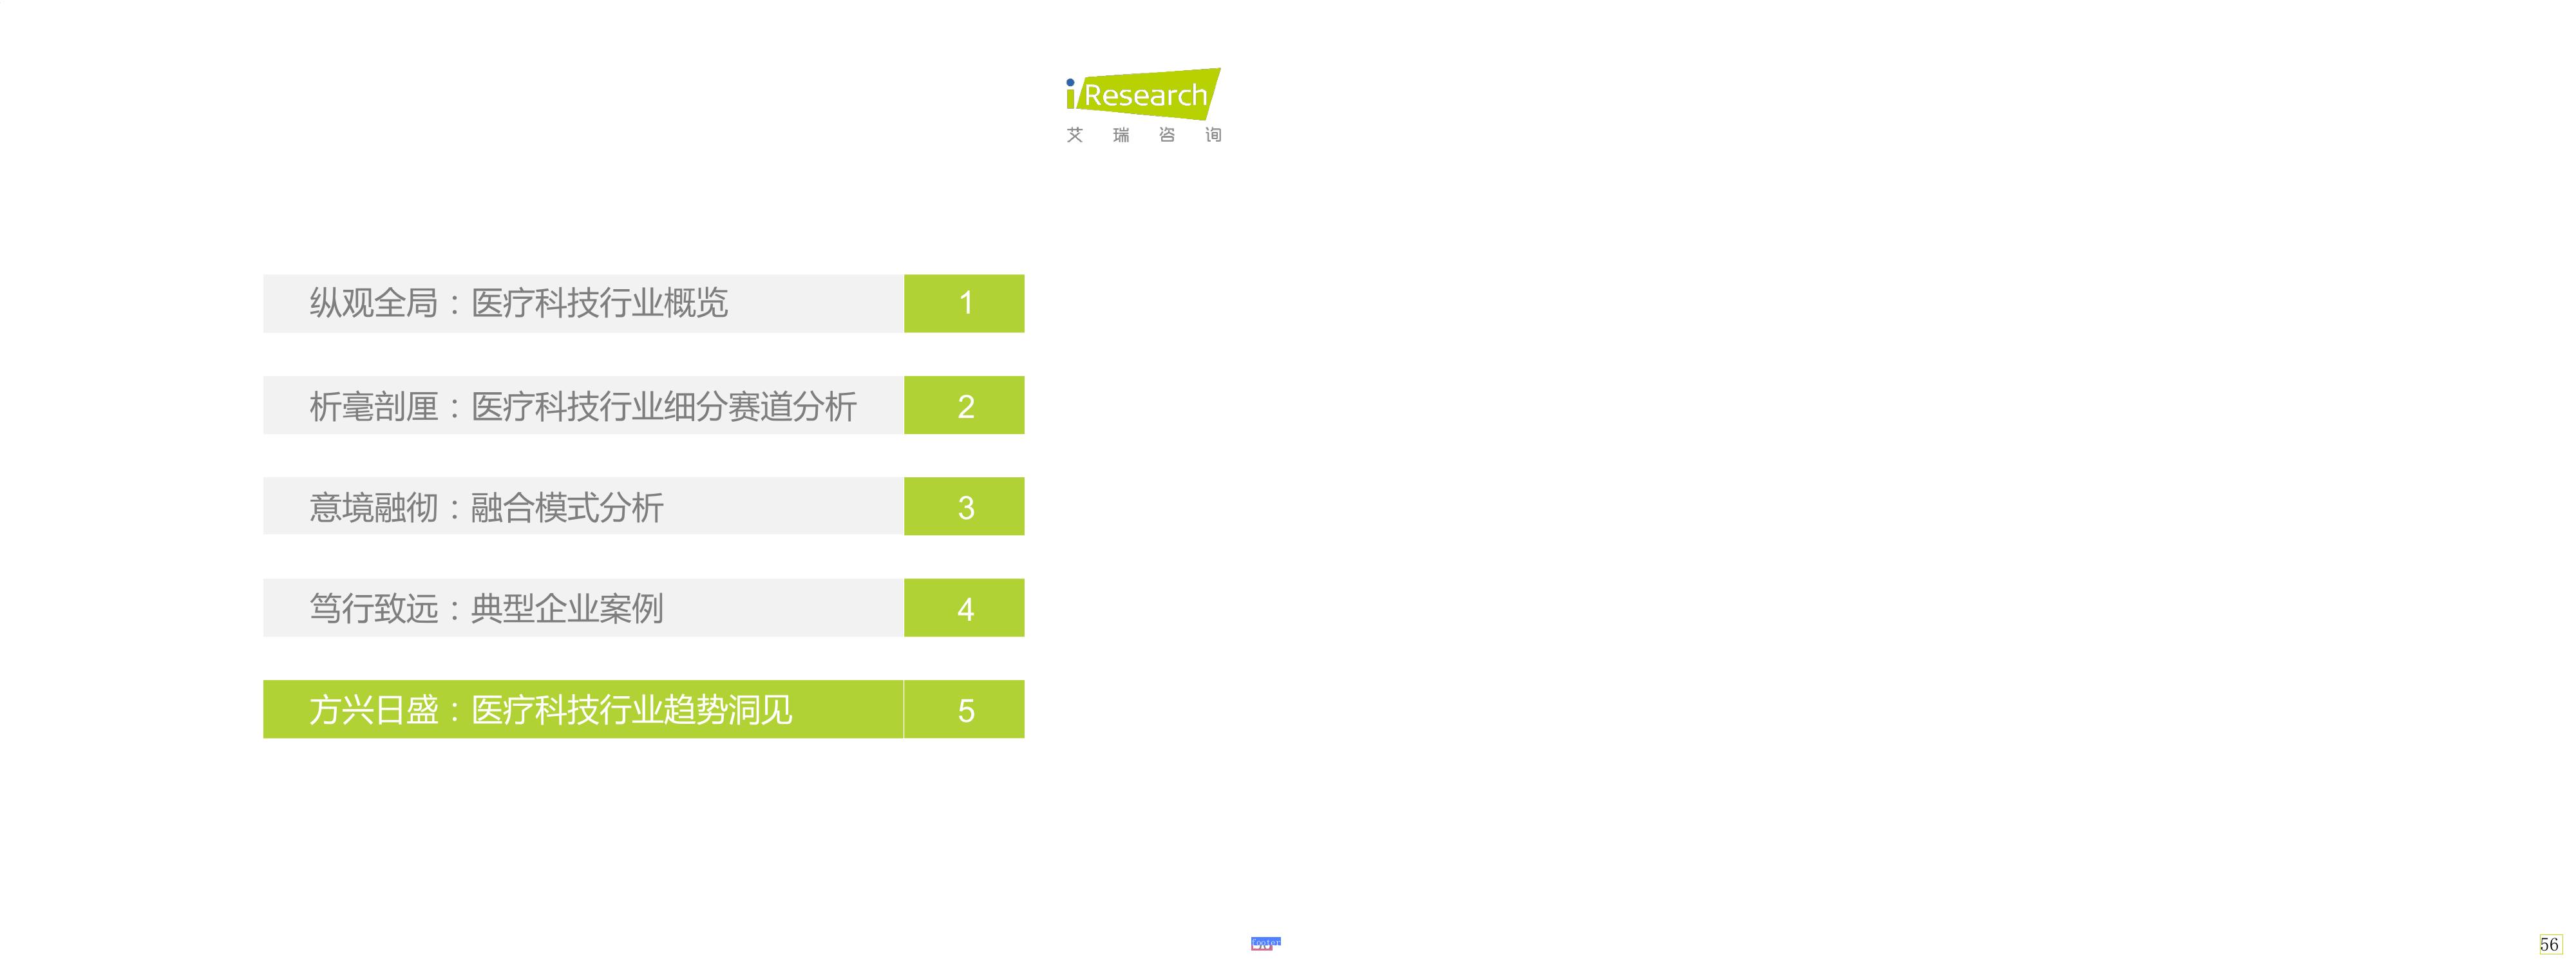 iResearch
艾瑞咨询
纵观全局：医疗科技行业概览 1
析毫剖厘：医疗科技行业细分赛道分析 2
意境融彻：融合模式分析 3
笃行致远：典型企业案例 4
方兴日盛：医疗科技行业趋势洞见 5
footer
56